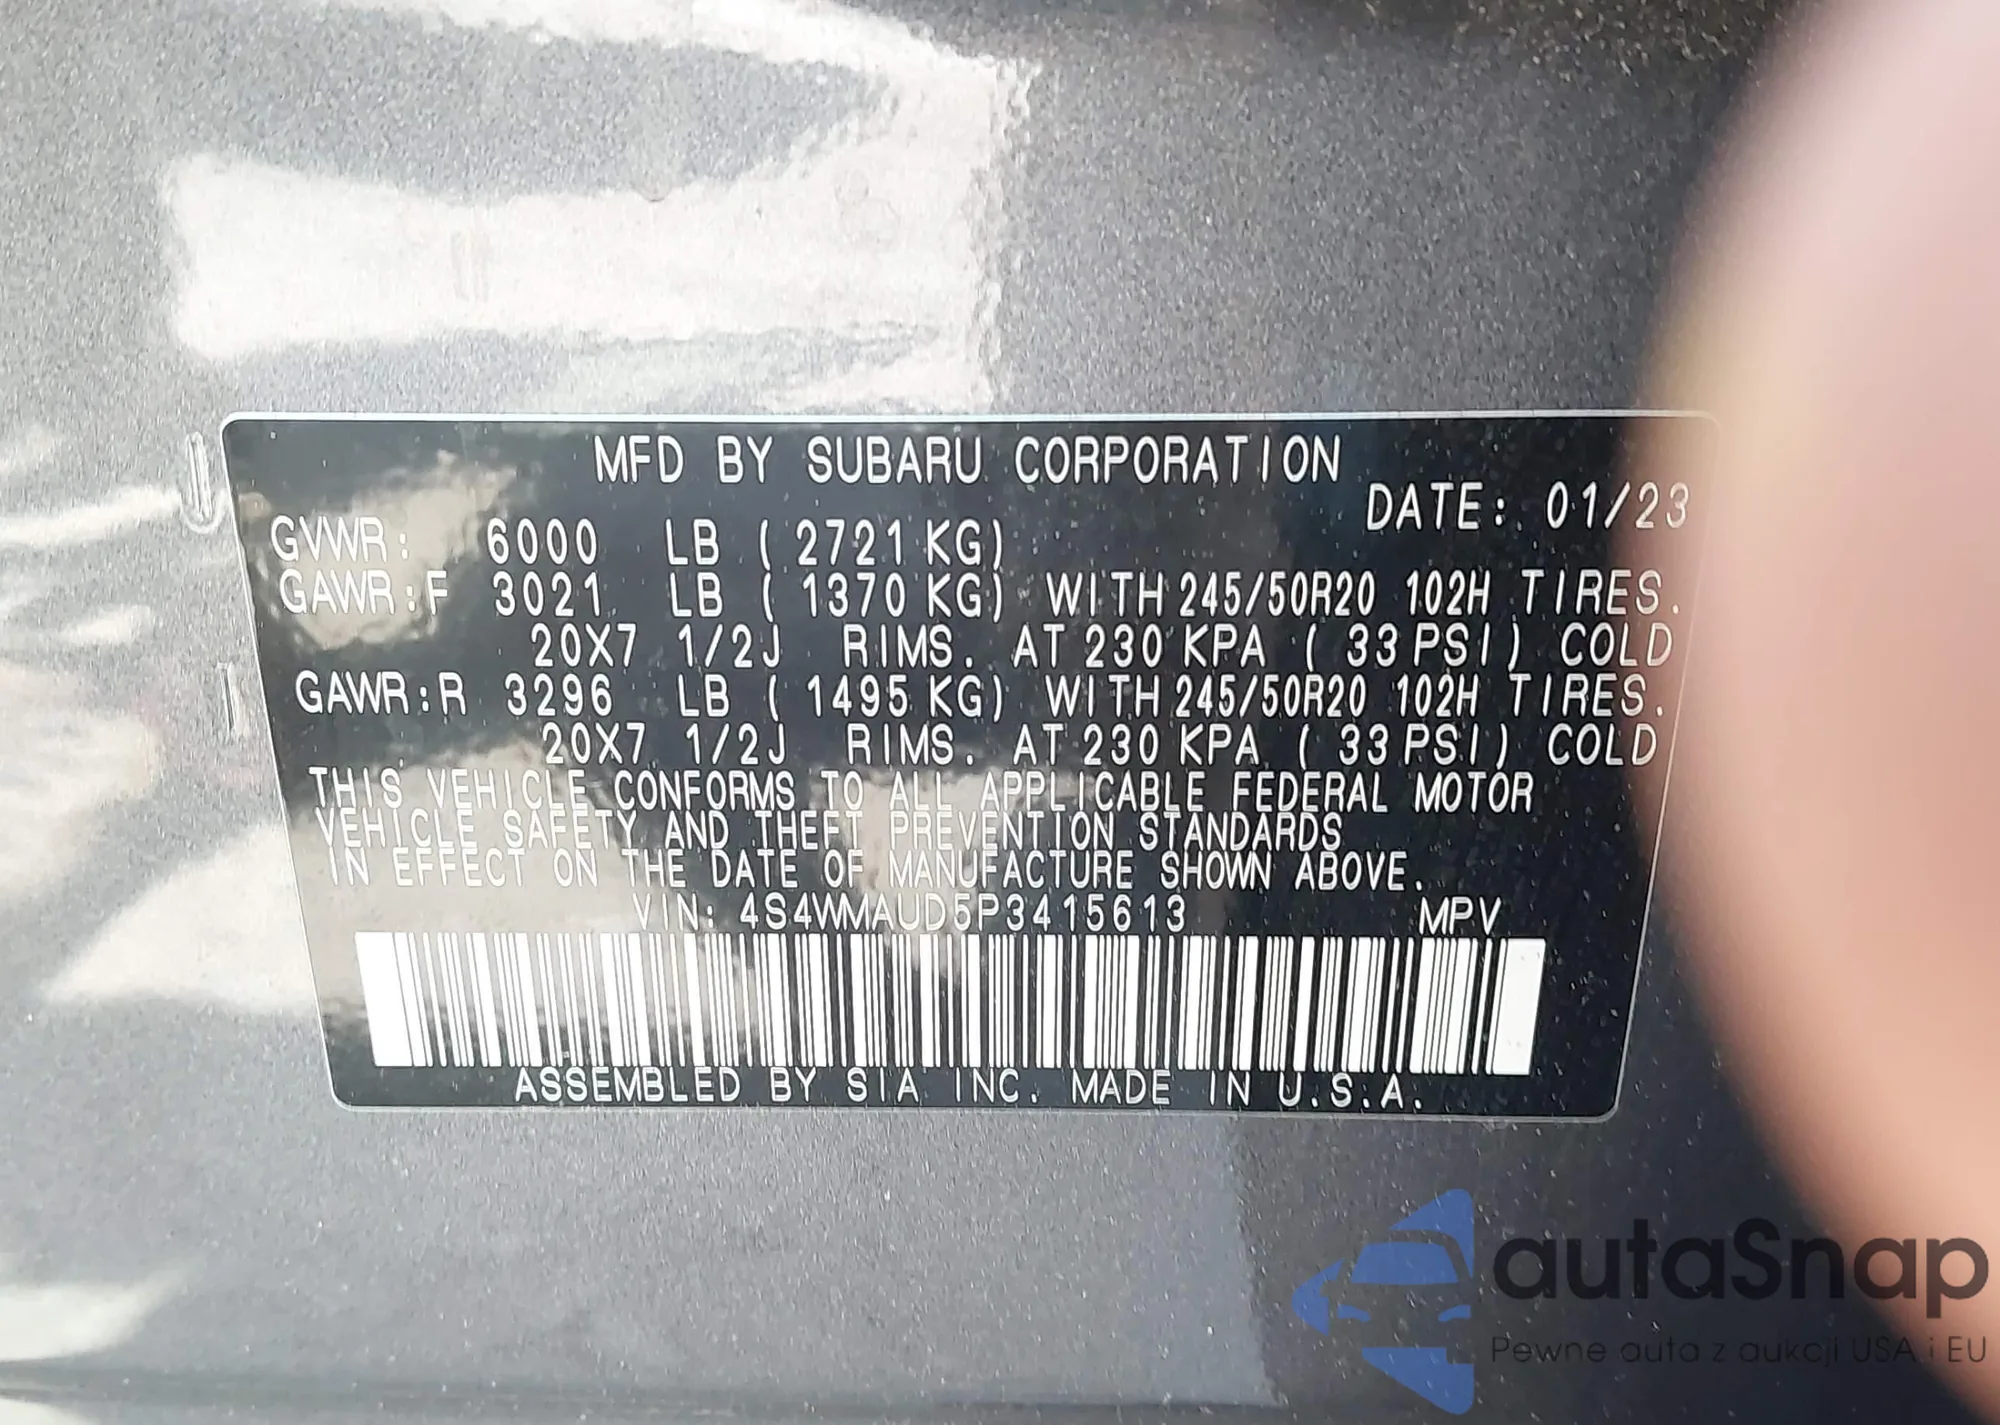 MFD BY SUBARU CORPORATION
DATE: 01/23
GVWR: 6000 LB ( 2721 KG)
GAWR:F 3021 LB ( 1370 KG) WITH 245/50R20 102H TIRES.
20X7 1/2J RIMS. AT 230 KPA ( 33 PSI) COLD
GAWR:R 3296 LB ( 1495 KG) WITH 245/50R20 102H TIRES.
20X7 1/2J RIMS. AT 230 KPA ( 33 PSI) COLD
THIS VEHICLE CONFORMS TO ALL APPLICABLE FEDERAL MOTOR
VEHICLE SAFETY AND THEFT PREVENTION STANDARDS
IN EFFECT ON THE DATE OF MANUFACTURE SHOWN ABOVE.
VIN: 4S4WMAUD5P3415613 MPV
ASSEMBLED BY SIA INC. MADE IN U.S.A.
autaSnap
Pewne auta z aukcji USA i EU